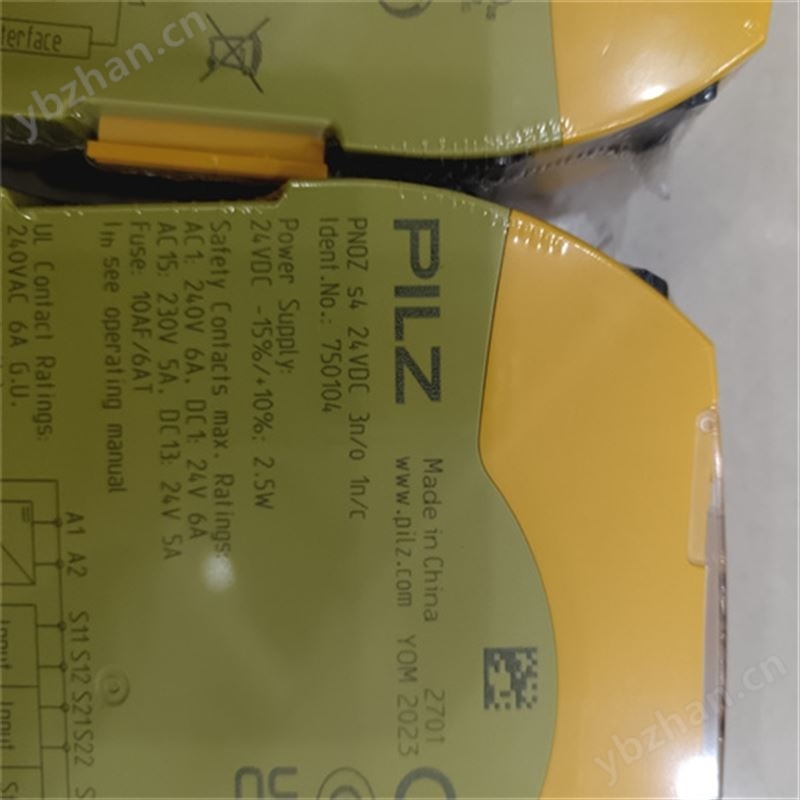 terface
PILZ
PNOZ s4 24VDC 3n/o 1n/c
Ident.No.: 750104
Power Supply:
24VDC -15%/+10%: 2.5W
Safety Contacts max. Ratings:
AC1: 240V 6A, DC1: 24V 6A
AC15: 230V 5A, DC13: 24V 5A
Fuse: 10AF/6AT
Ith see operating manual
UL Contact Ratings:
240VAC 6A G.U.
Made in China
www.pilz.com
2701
YOM 2023
A1
A2
S11
S12
S21
S22
Input
Input
ybzhan.cn
ybzhan.cn